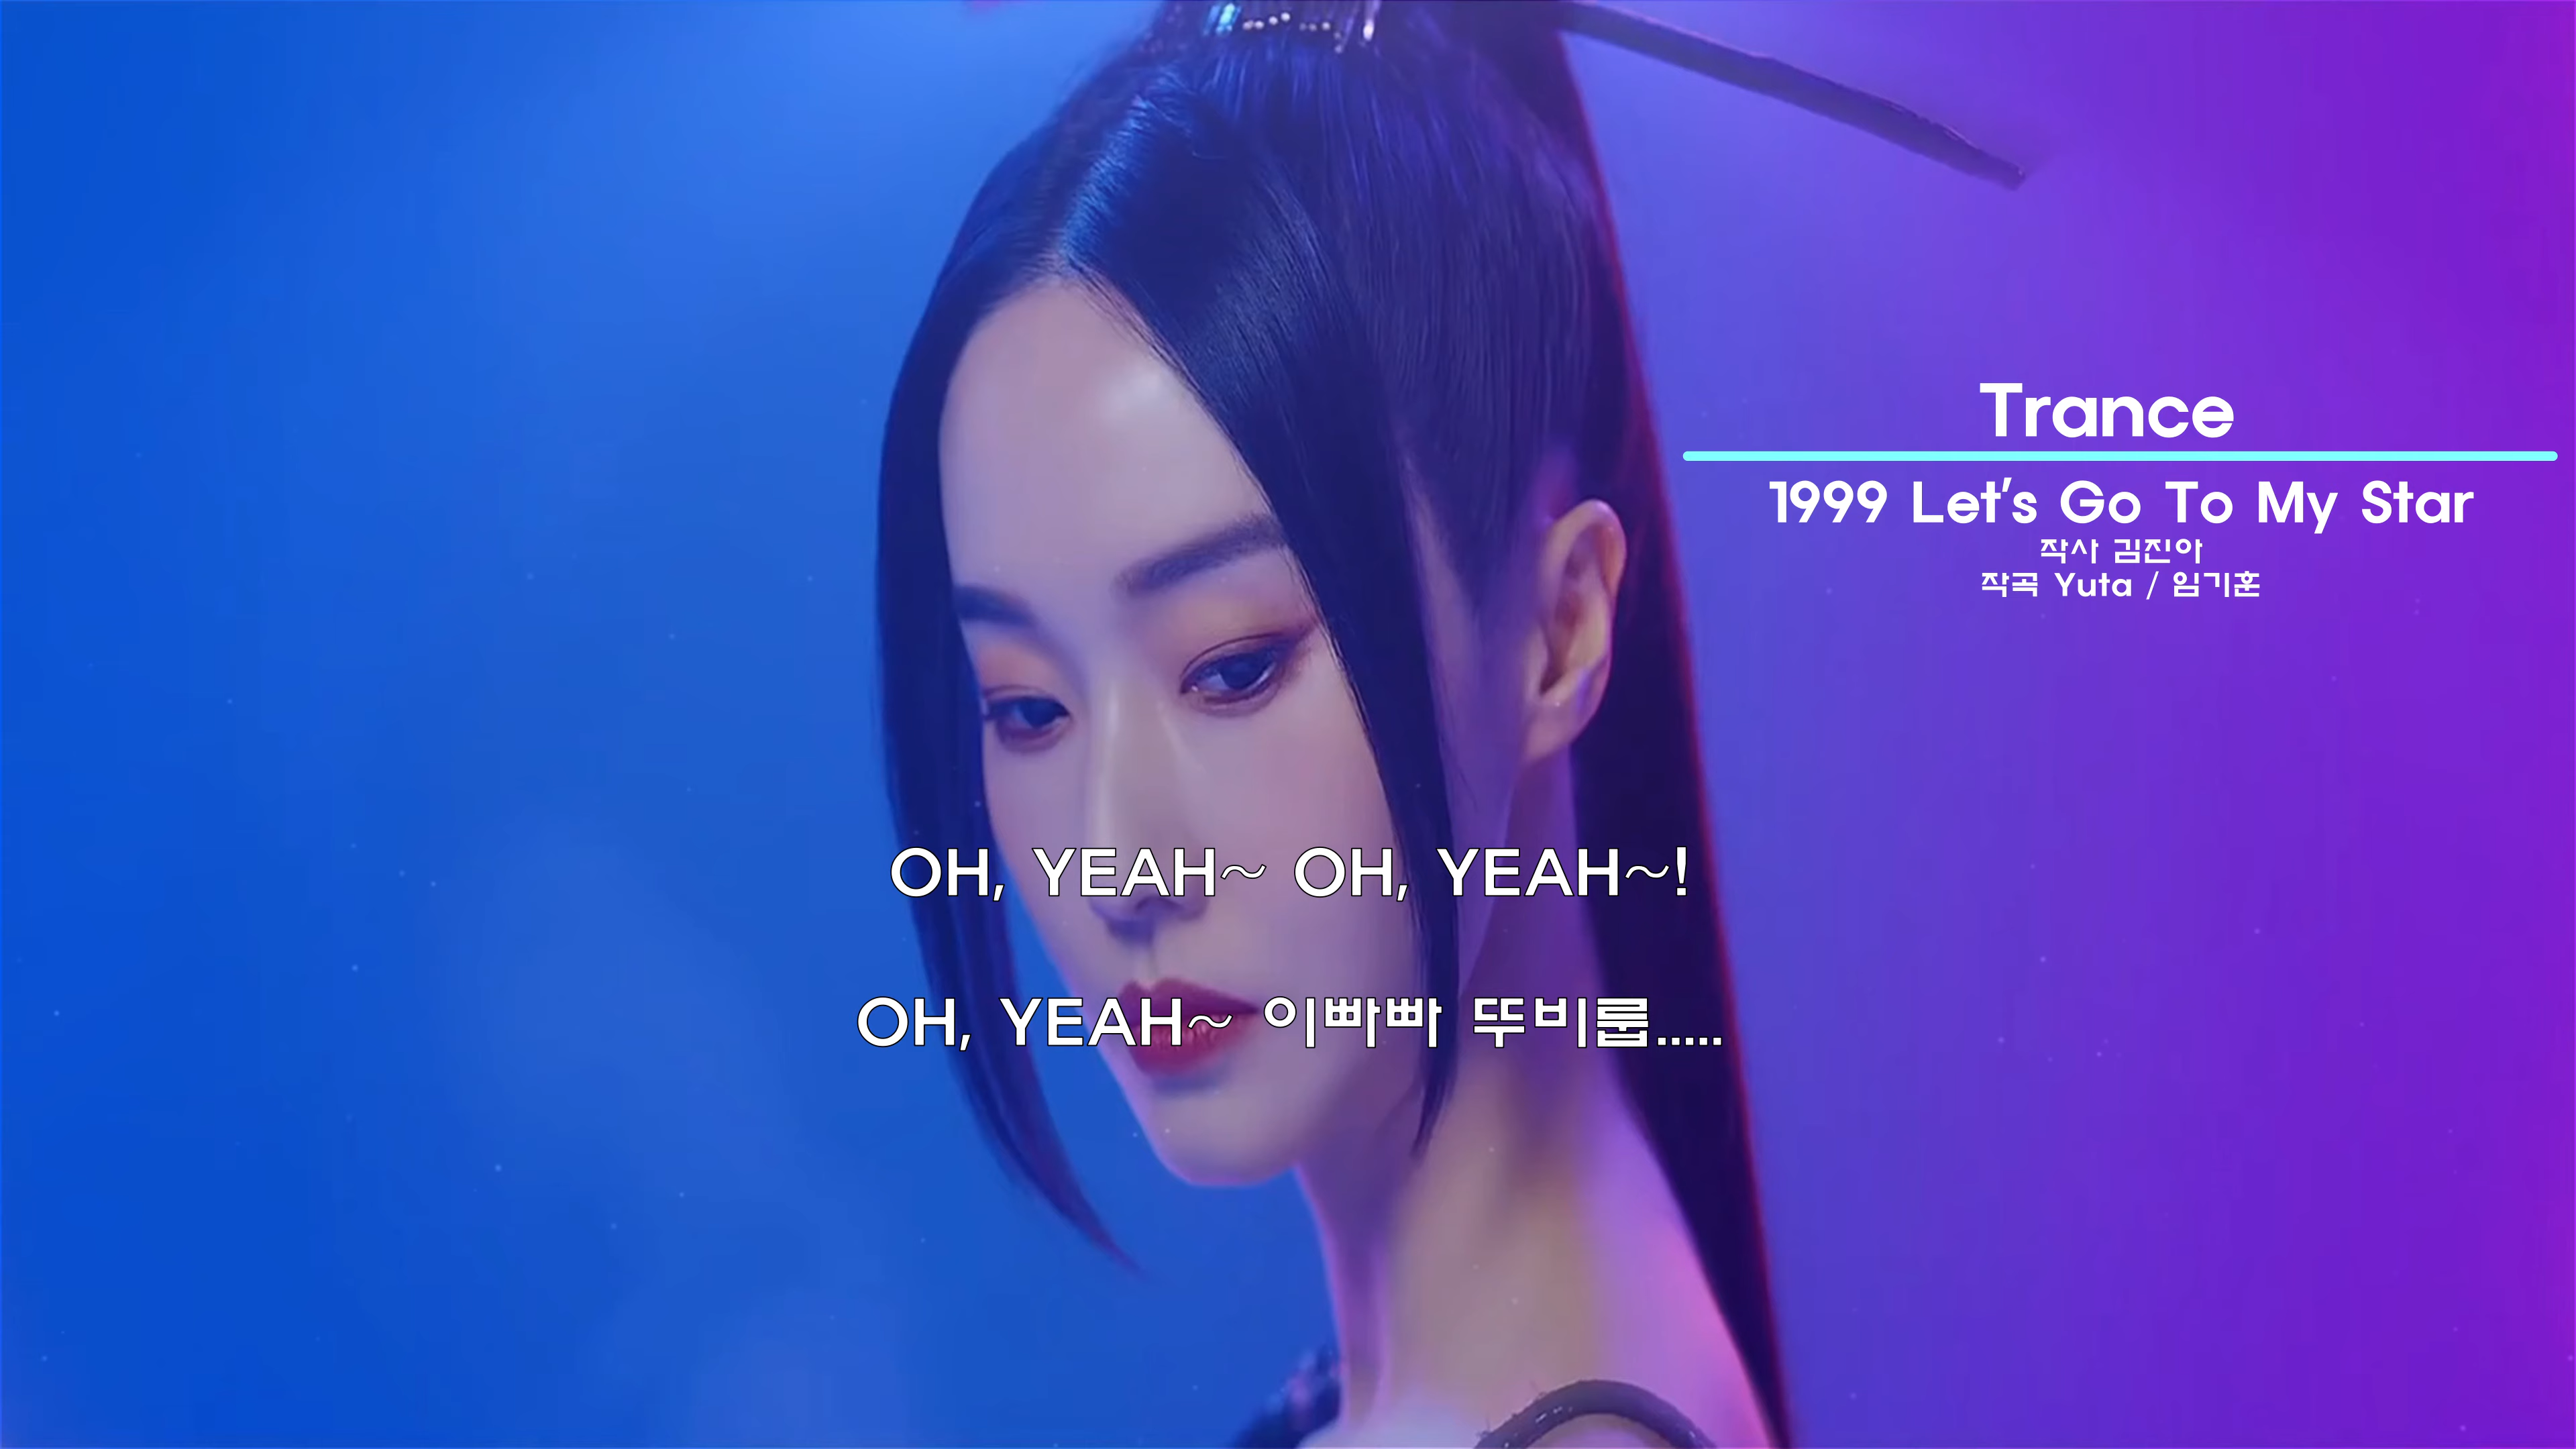 Trance
1999 Let's Go To My Star
작사 김진아
작곡 Yuta / 임기훈
OH, YEAH~ OH, YEAH~!
OH, YEAH~ 이빠빠 뚜비룹.....